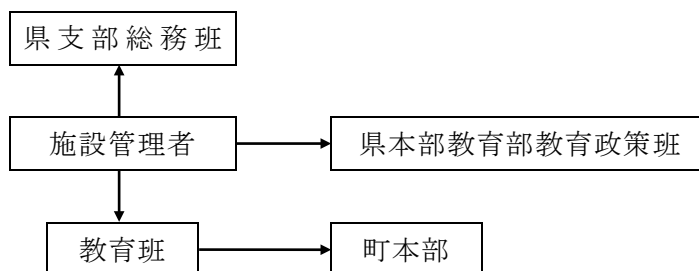 県支部総務班
施設管理者
県本部教育部教育政策班
教育班
町本部